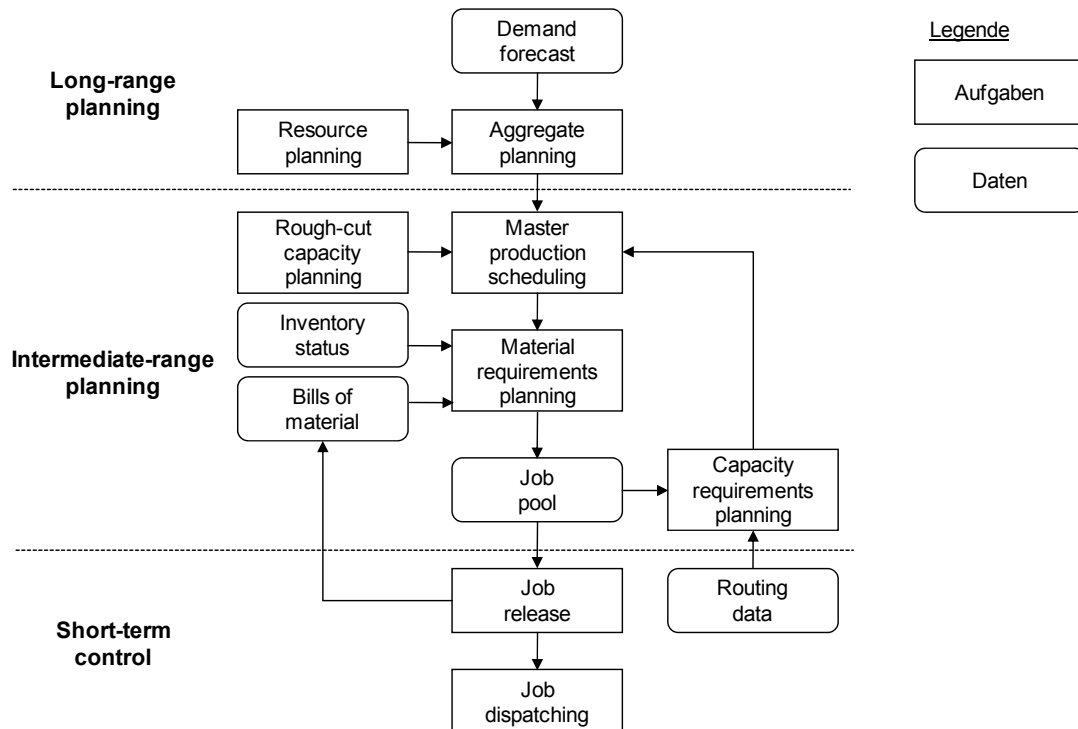 Demand
forecast
Legende
Long-range
planning
Aufgaben
Resource
planning
Aggregate
planning
Daten
Rough-cut
capacity
planning
Master
production
scheduling
Inventory
status
Intermediate-range
planning
Material
requirements
planning
Bills of
material
Job
pool
Capacity
requirements
planning
Short-term
control
Job
release
Routing
data
Job
dispatching